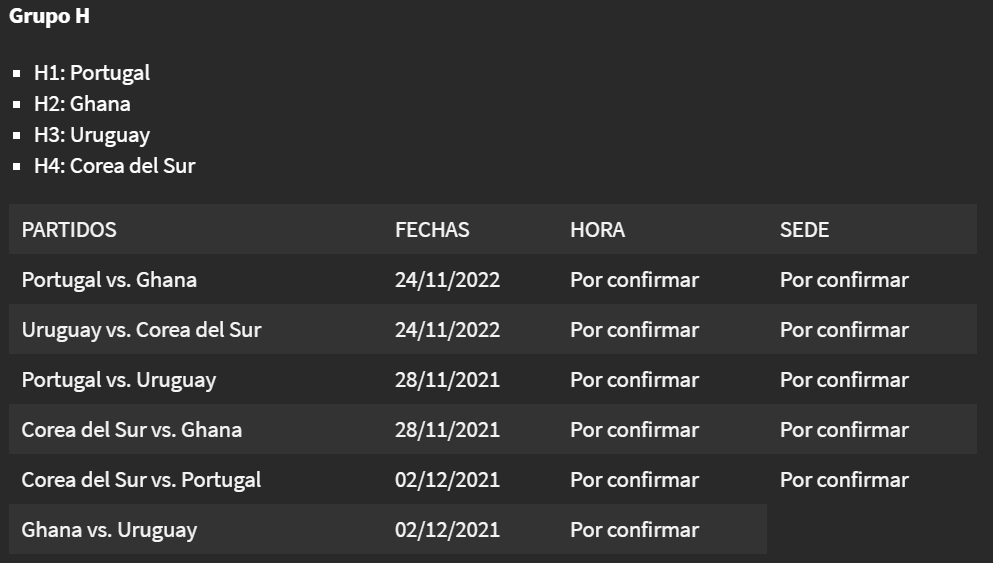 Grupo H
▪ H1: Portugal
▪ H2: Ghana
▪ H3: Uruguay
▪ H4: Corea del Sur
PARTIDOS FECHAS HORA SEDE
Portugal vs. Ghana 24/11/2022 Por confirmar Por confirmar
Uruguay vs. Corea del Sur 24/11/2022 Por confirmar Por confirmar
Portugal vs. Uruguay 28/11/2021 Por confirmar Por confirmar
Corea del Sur vs. Ghana 28/11/2021 Por confirmar Por confirmar
Corea del Sur vs. Portugal 02/12/2021 Por confirmar Por confirmar
Ghana vs. Uruguay 02/12/2021 Por confirmar